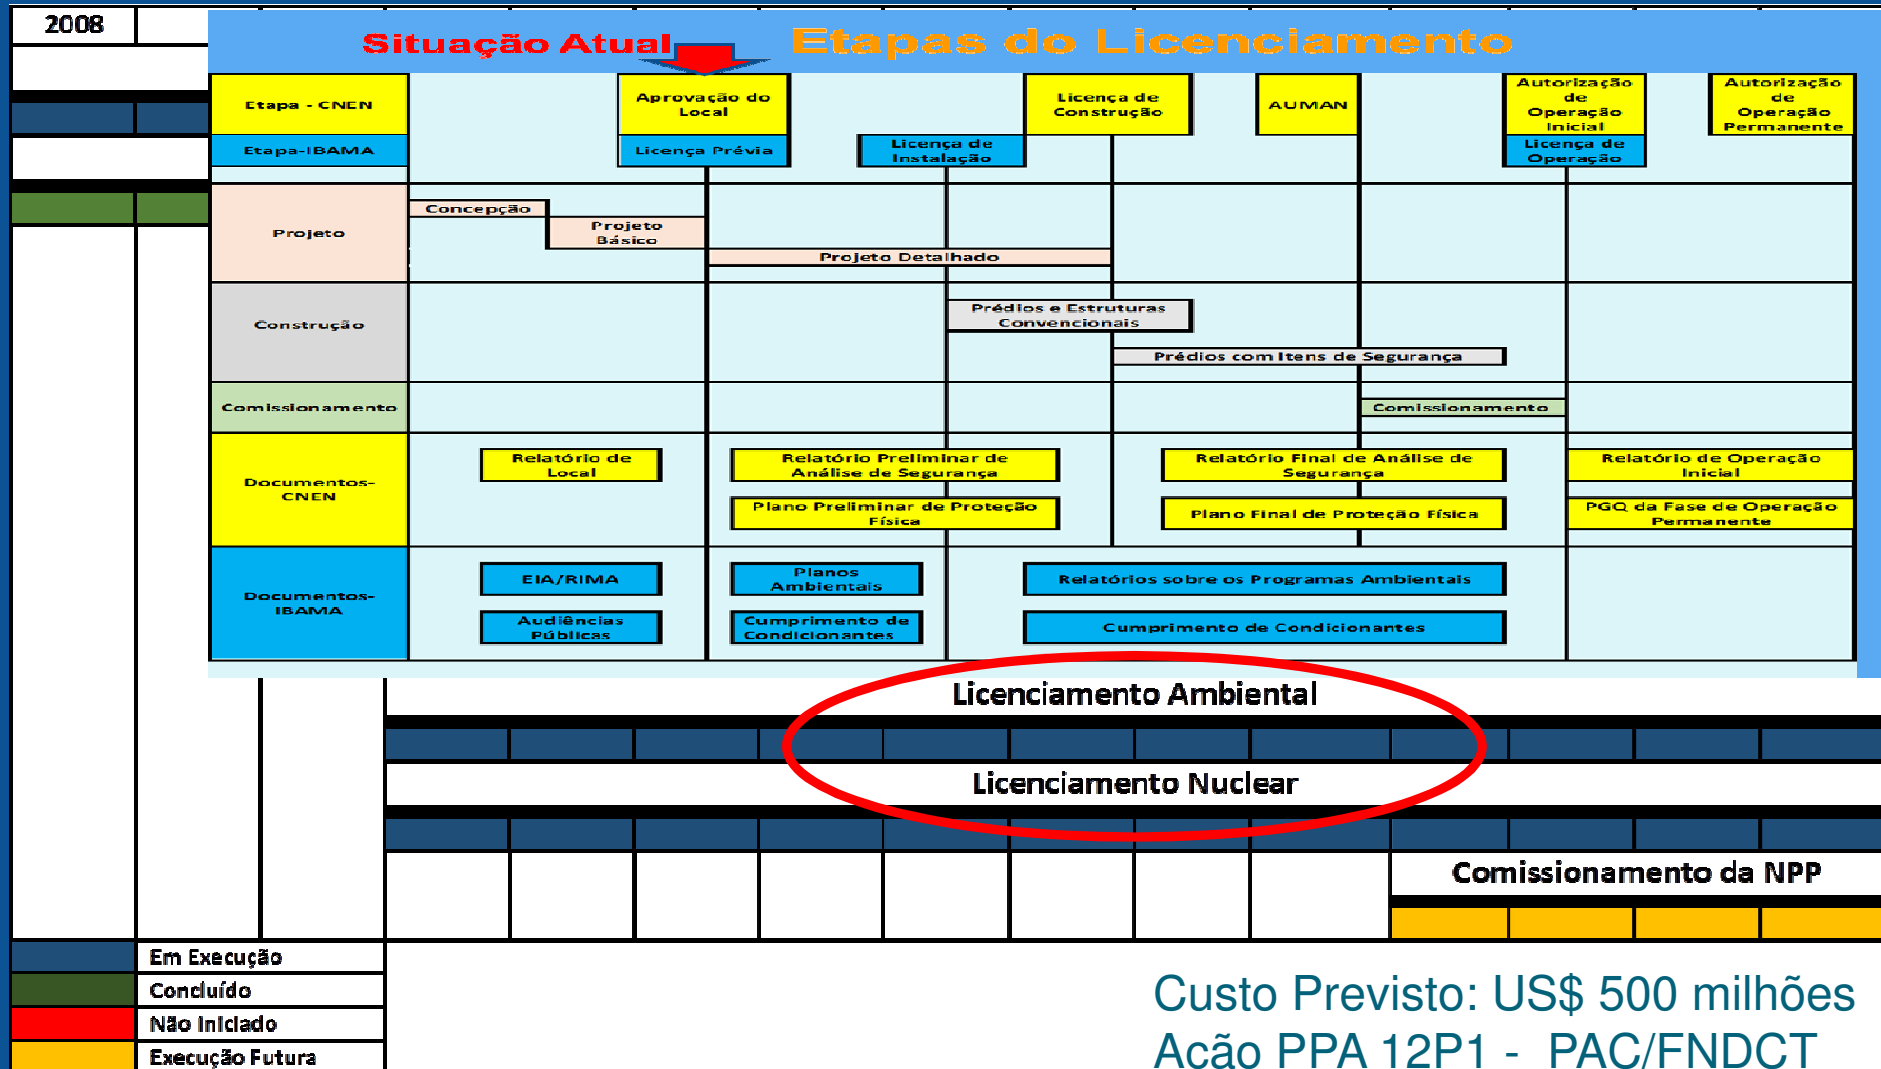 2008
Situação Atual
Etapas do Licenciamento
Etapa - CNEN
Aprovação do
Local
Licença de
Construção
AUMAN
Autorização
de
Operação
Inicial
Autorização
de
Operação
Permanente
Etapa-IBAMA
Licença Prévia
Licença de
Instalação
Licença de
Operação
Projeto
Concepção
Projeto
Básico
Projeto Detalhado
Construção
Prédios e Estruturas
Convencionais
Prédios com Itens de Segurança
Comissionamento
Comissionamento
Documentos-
CNEN
Relatório de
Local
Relatório Preliminar de
Análise de Segurança
Relatório Final de Análise de
Segurança
Relatório de Operação
Inicial
Plano Preliminar de Proteção
Física
Plano Final de Proteção Física
PGQ da Fase de Operação
Permanente
Documentos-
IBAMA
EIA/RIMA
Planos
Ambientais
Relatórios sobre os Programas Ambientais
Audiências
Públicas
Cumprimento de
Condicionantes
Cumprimento de Condicionantes
Licenciamento Ambiental
Licenciamento Nuclear
Comissionamento da NPP
Em Execução
Concluído
Não Iniciado
Execução Futura
Custo Previsto: US$ 500 milhões
Acão PPA 12P1 - PAC/FNDCT